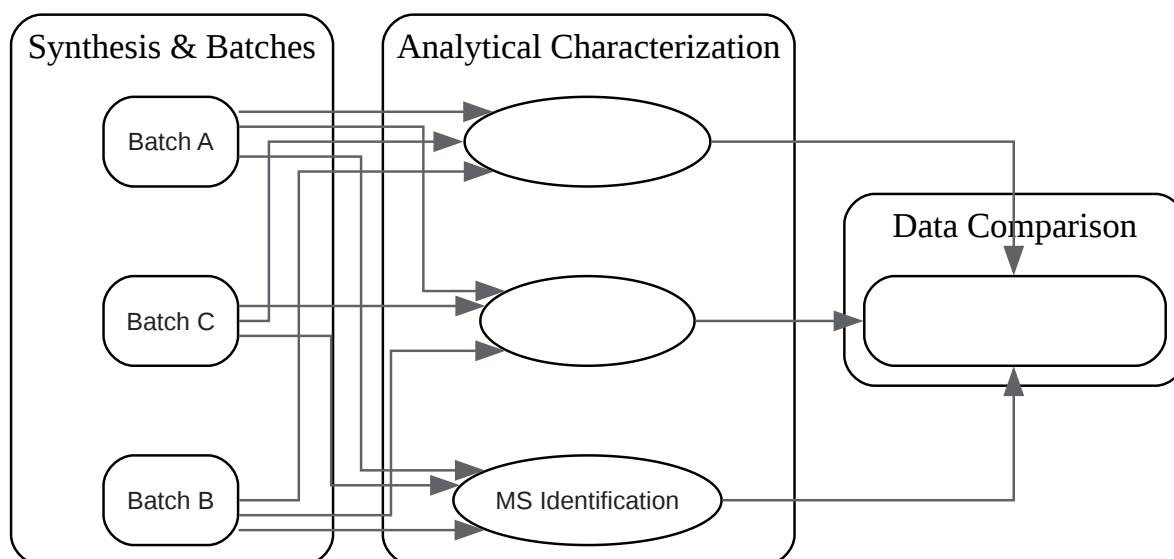 Synthesis & Batches
Analytical Characterization
Batch A
Data Comparison
Batch C
Batch B
MS Identification